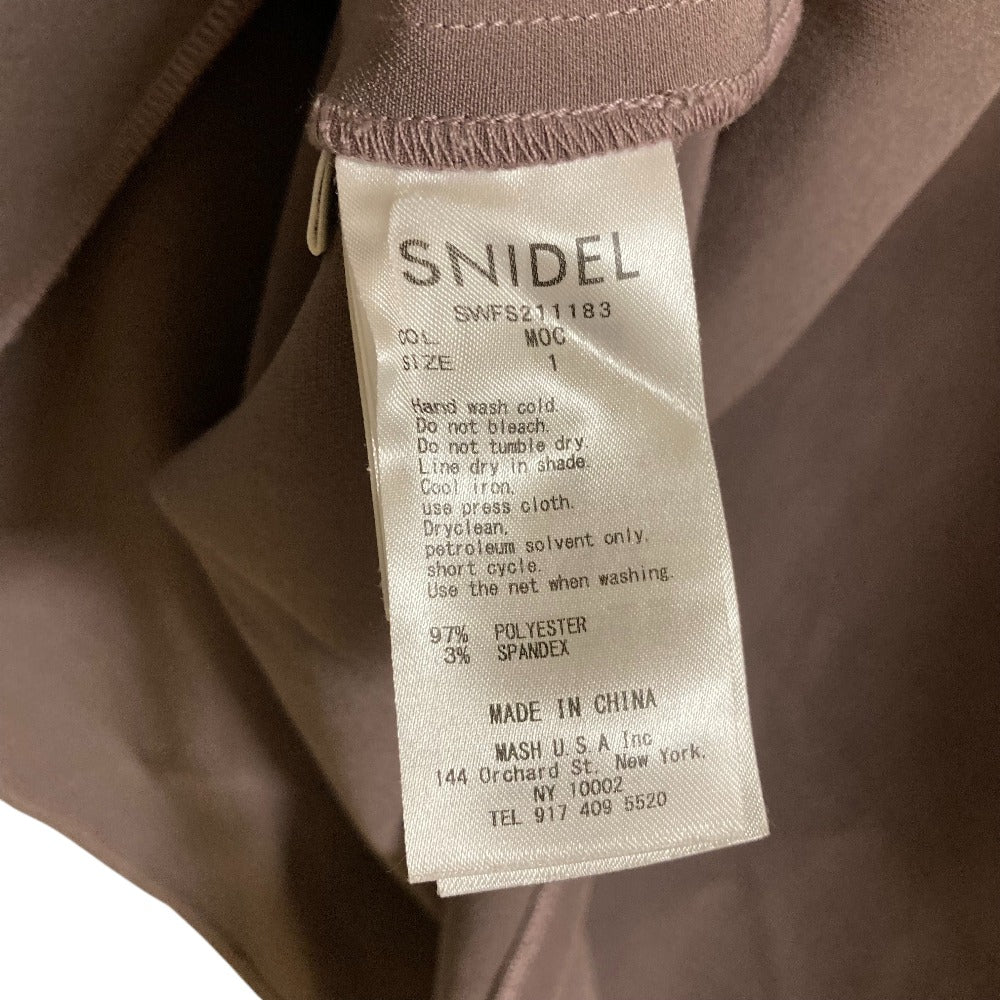 SNIDEL
SWFS211183
COL. MOC
SIZE 1
Hand wash cold.
Do not bleach.
Do not tumble dry.
Line dry in shade.
Cool iron.
use press cloth.
Dryclean.
petroleum solvent only.
short cycle.
Use the net when washing.
97% POLYESTER
3% SPANDEX
MADE IN CHINA
MASH U.S.A Inc
144 Orchard St. New York.
NY 10002
TEL 917 409 5520